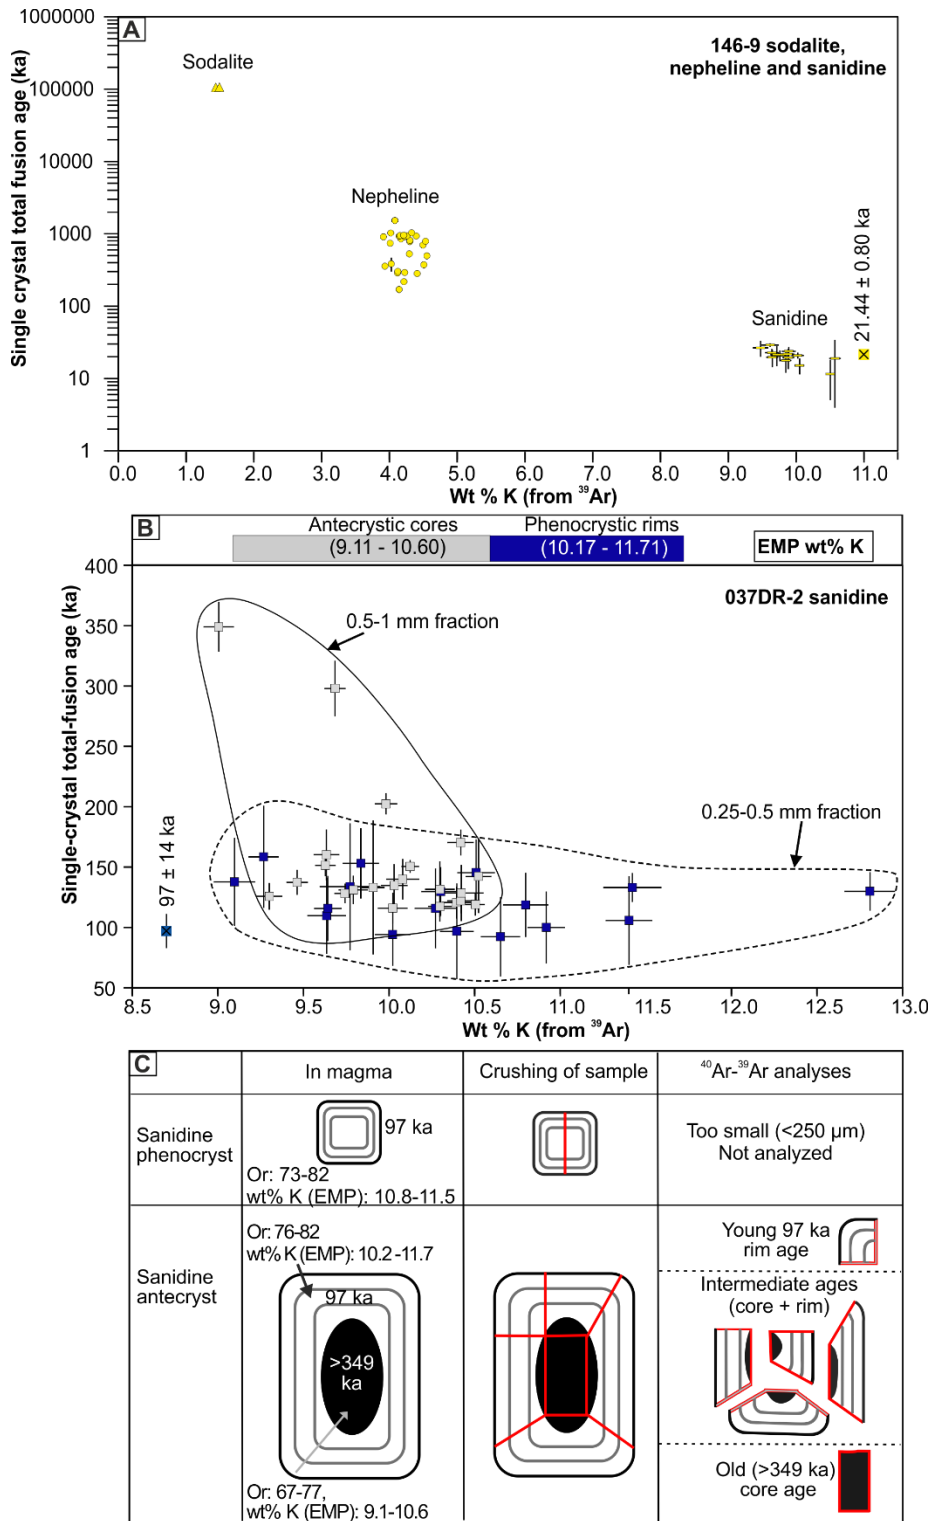 A
146-9 sodalite,
nepheline and sanidine
Single crystal total fusion age (ka)
1000000
100000
10000
1000
100
10
1
Sodalite
Nepheline
Sanidine
21.44 ± 0.80 ka
0.0 1.0 2.0 3.0 4.0 5.0 6.0 7.0 8.0 9.0 10.0 11.0
Wt % K (from ³⁹Ar)
B
Antecrystic cores
(9.11 - 10.60)
Phenocrystic rims
(10.17 - 11.71)
EMP wt% K
037DR-2 sanidine
Single-crystal total-fusion age (ka)
400
350
300
250
200
150
100
50
0.5-1 mm fraction
0.25-0.5 mm fraction
97 ± 14 ka
8.5 9.0 9.5 10.0 10.5 11.0 11.5 12.0 12.5 13.0
Wt % K (from ³⁹Ar)
C
In magma
Crushing of sample
⁴⁰Ar-³⁹Ar analyses
Sanidine
phenocryst
97 ka
Or: 73-82
wt% K (EMP): 10.8-11.5
Too small (<250 µm)
Not analyzed
Sanidine
antecryst
Or: 76-82
wt% K (EMP): 10.2-11.7
97 ka
>349
ka
Or: 67-77,
wt% K (EMP): 9.1-10.6
Young 97 ka
rim age
Intermediate ages
(core + rim)
Old (>349 ka)
core age